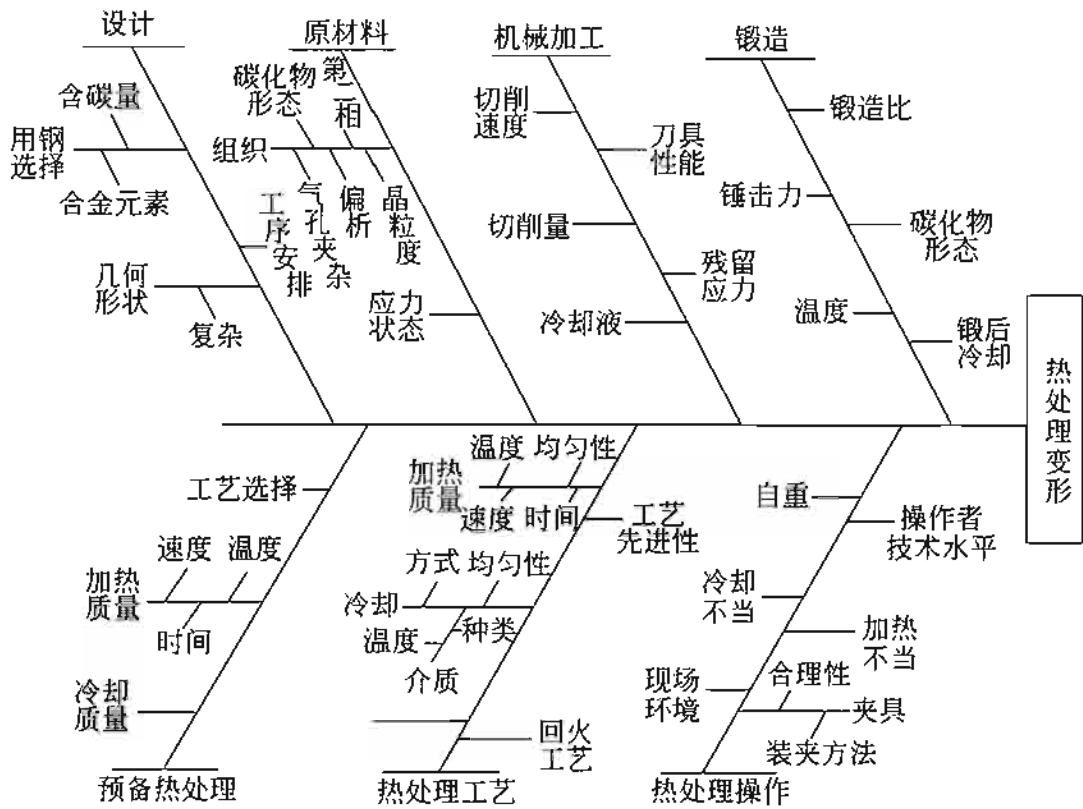 设计
含碳量
用钢
选择
合金元素
工序安排
几何
形状
复杂
原材料
碳化物
形态
第二相
组织
气孔夹杂
偏析
晶粒度
应力
状态
机械加工
切削
速度
刀具
性能
切削量
残留
应力
冷却液
锻造
锻造比
锤击力
碳化物
形态
温度
锻后
冷却
热处理变形
工艺选择
速度
温度
加热
质量
时间
冷却
质量
预备热处理
温度
均匀性
加热
质量
速度
时间
工艺
先进性
方式
均匀性
冷却
温度
种类
介质
回火
工艺
热处理工艺
自重
操作者
技术水平
冷却
不当
加热
不当
现场
环境
合理性
夹具
装夹方法
热处理操作